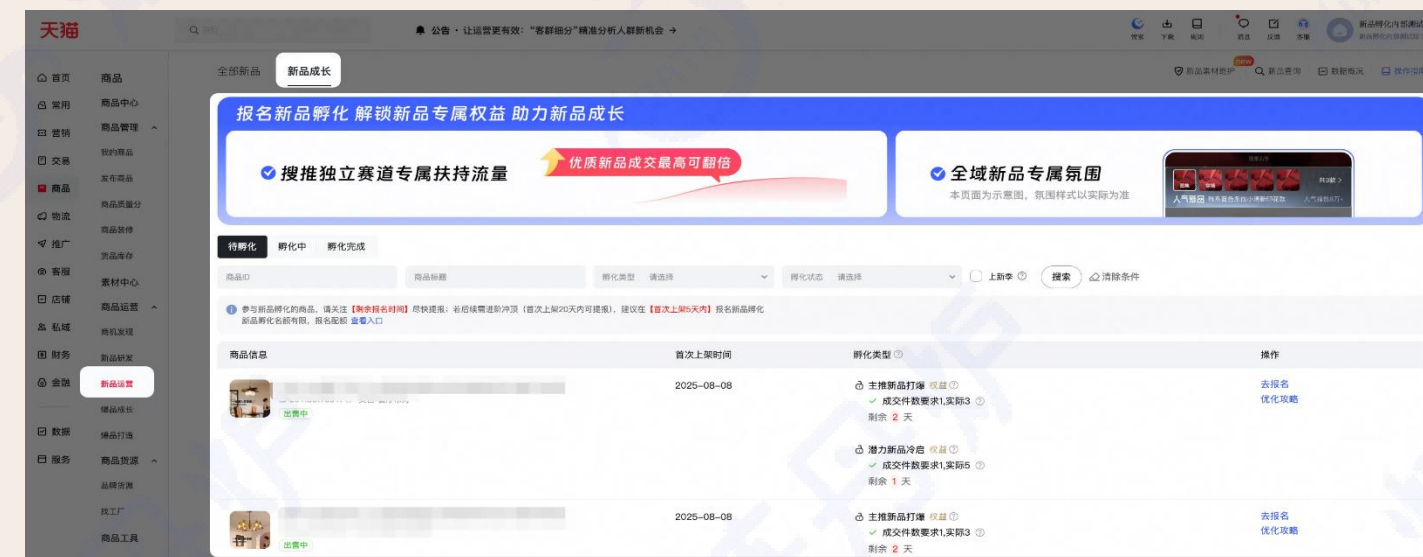 天猫
公告 · 让运营更有效：“客群细分”精准分析人群新机会 →
下载
客服
全部新品
新品成长
new
新品素材维护
新品查询
数据概况
首页
常用
营销
交易
商品
物流
推广
客服
店铺
私域
财务
金融
数据
服务
商品
商品中心
商品管理
我的商品
发布商品
商品质量分
商品装修
货品库存
素材中心
商品运营
商机发现
新品研发
新品运营
爆品成长
爆品打造
商品货源
品牌货源
找工厂
商品工具
报名新品孵化 解锁新品专属权益 助力新品成长
搜推独立赛道专属扶持流量
优质新品成交最高可翻倍
全域新品专属氛围
本页面为示意图，氛围样式以实际为准
待孵化
孵化中
孵化完成
商品ID
商品标题
孵化类型 请选择
孵化状态 请选择
上新季
搜索
清除条件
参与新品孵化的商品，请关注【剩余报名时间】尽快提报；若后续需进阶冲顶（首次上架20天内可提报），建议在【首次上架5天内】报名新品孵化
新品孵化名额有限，报名配额 查看入口
商品信息
首次上架时间
孵化类型
操作
出售中
2025-08-08
主推新品打爆 权益
成交件数要求1,实际3
剩余 2 天
潜力新品冷启 权益
成交件数要求1,实际5
剩余 1 天
去报名
优化攻略
出售中
2025-08-08
主推新品打爆 权益
成交件数要求1,实际3
剩余 2 天
去报名
优化攻略